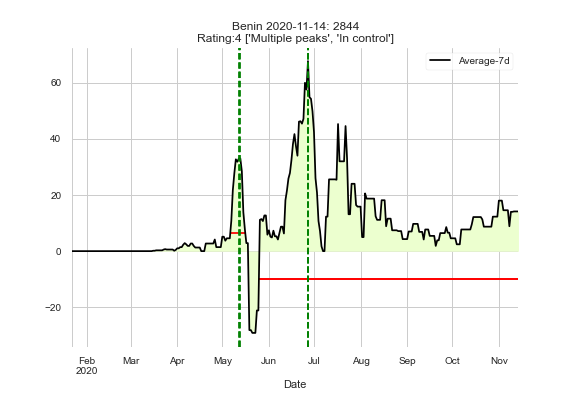 Benin 2020-11-14: 2844
Rating:4 ['Multiple peaks', 'In control']
Average-7d
60
40
20
0
−20
Feb Mar Apr May Jun Jul Aug Sep Oct Nov
2020
Date